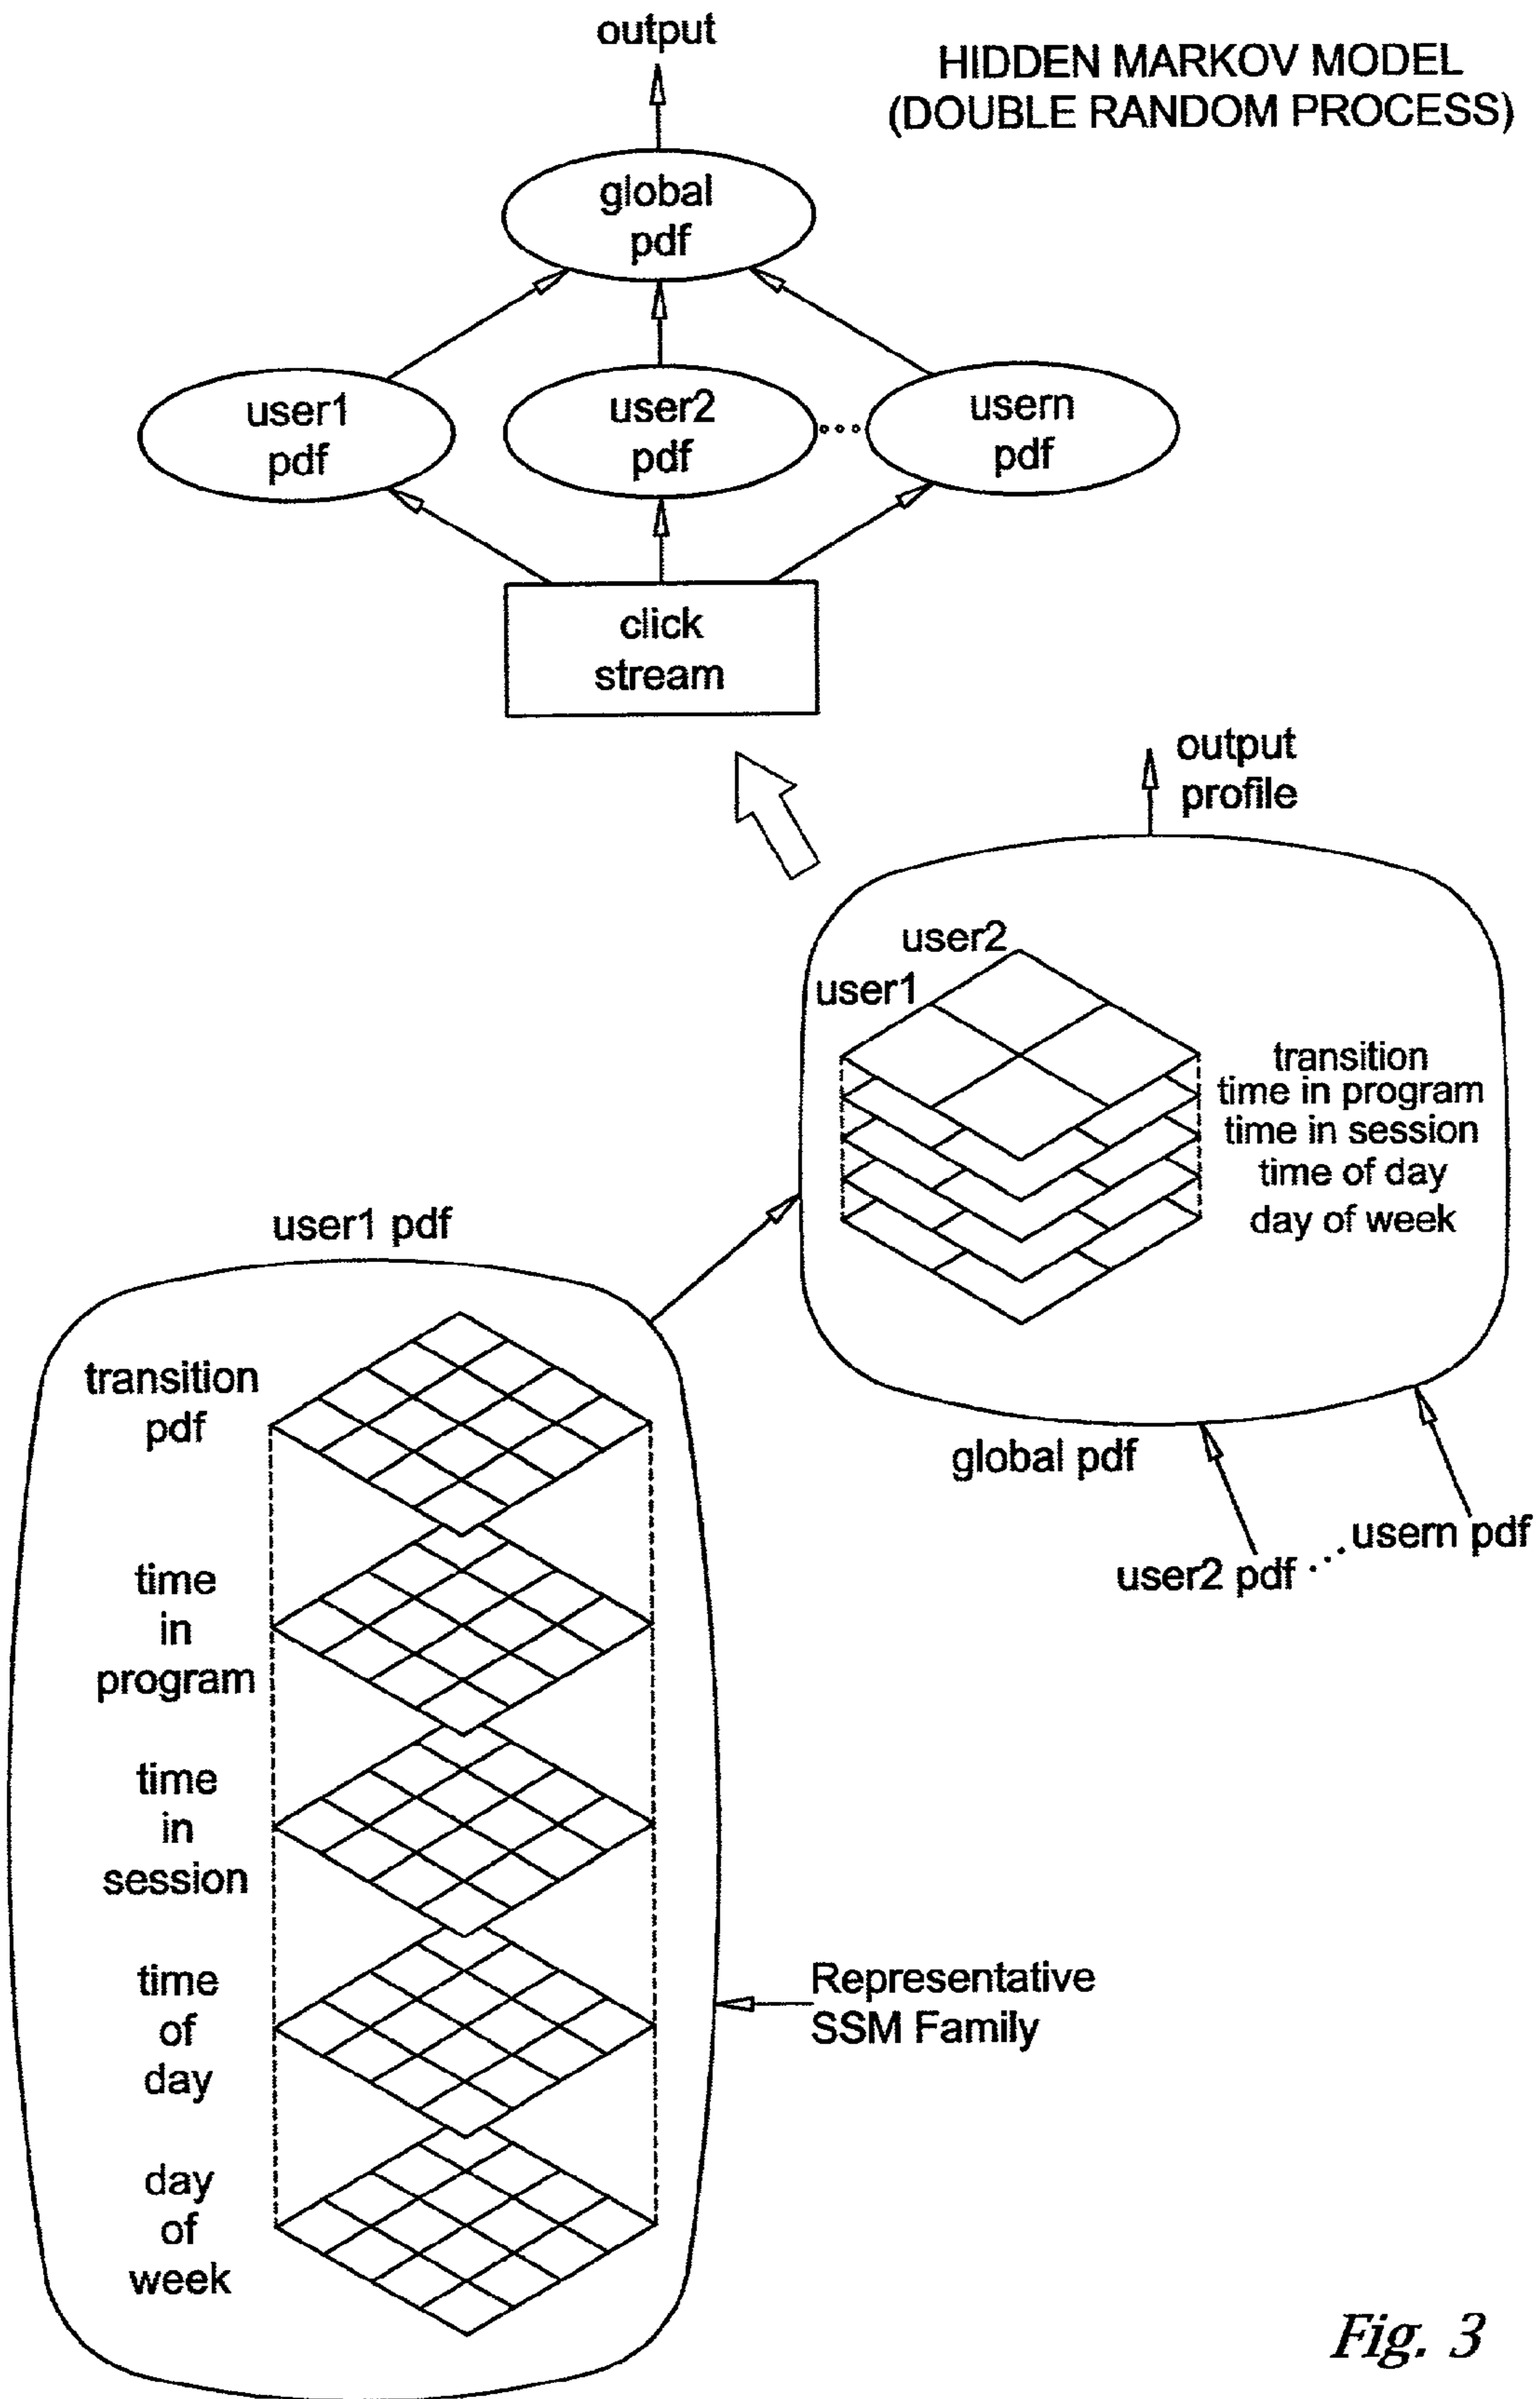 output
HIDDEN MARKOV MODEL
(DOUBLE RANDOM PROCESS)
global
pdf
user1
pdf
user2
pdf
usern
pdf
click
stream
output
profile
user2
user1
transition
time in program
time in session
time of day
day of week
global pdf
user2 pdf
usern pdf
user1 pdf
transition
pdf
time
in
program
time
in
session
time
of
day
day
of
week
Representative
SSM Family
Fig. 3